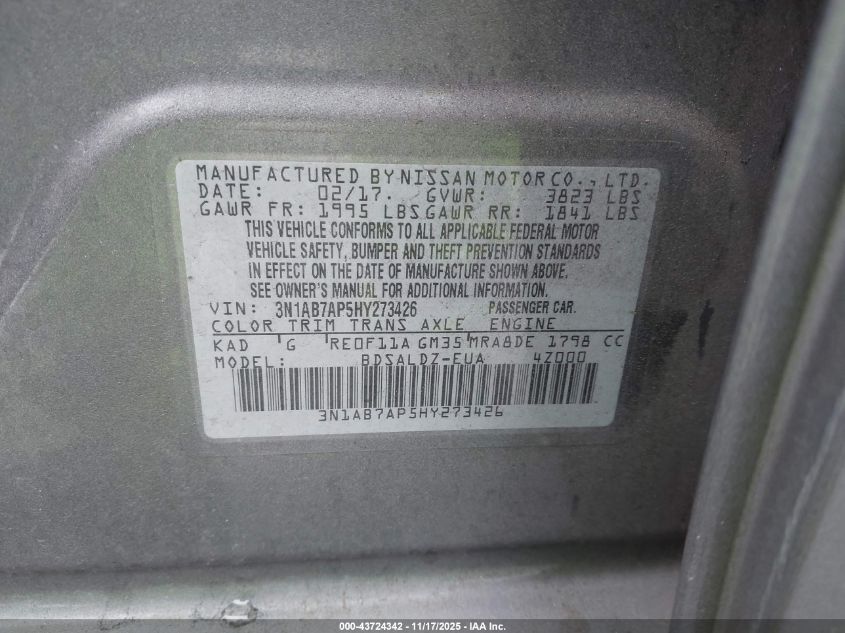 MANUFACTURED BY NISSAN MOTOR CO., LTD.
DATE: 02/17. GVWR: 3823 LBS
GAWR FR: 1995 LBS GAWR RR: 1841 LBS
THIS VEHICLE CONFORMS TO ALL APPLICABLE FEDERAL MOTOR
VEHICLE SAFETY, BUMPER AND THEFT PREVENTION STANDARDS
IN EFFECT ON THE DATE OF MANUFACTURE SHOWN ABOVE.
SEE OWNER'S MANUAL FOR ADDITIONAL INFORMATION.
VIN: 3N1AB7AP5HY273426 PASSENGER CAR.
COLOR TRIM TRANS AXLE ENGINE
KAD 'G 'RE0F11A GM35'MRA8DE 1798 CC
MODEL: BDSALDZ-EUA 4Z000
3N1AB7AP5HY273426
000-43724342 — 11/17/2025 — IAA Inc.